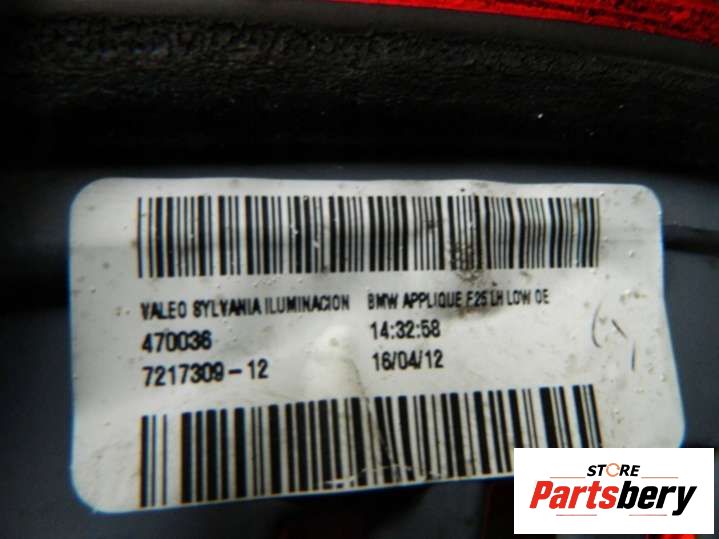 VALEO SYLVANIA ILUMINACION BMW APPLIQUE F25 LH LOW OE
470036 14:32:58
7217309-12 16/04/12
STORE
Partsbery